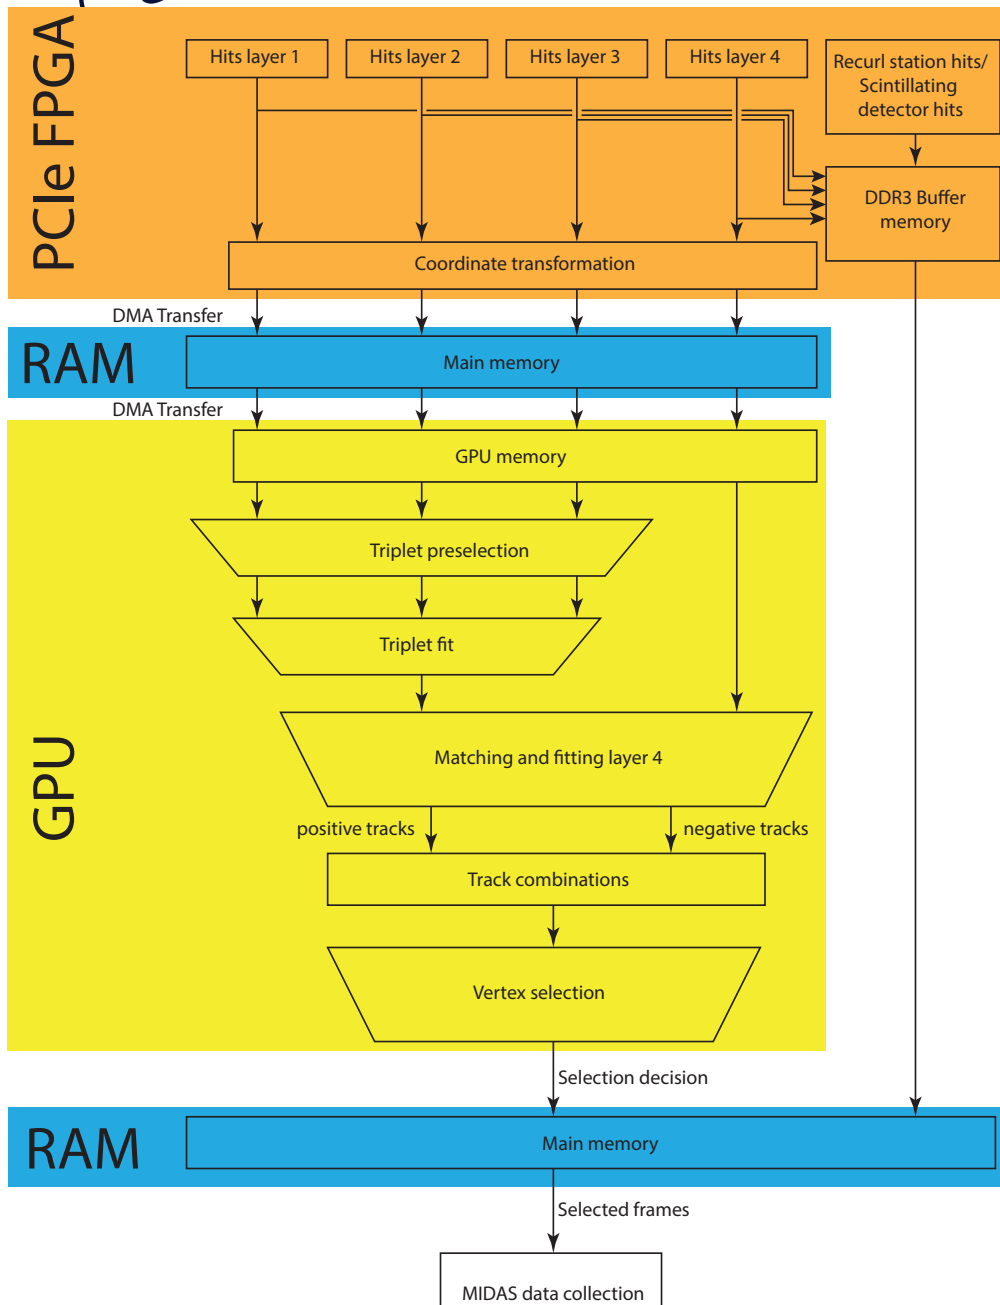 PCIe FPGA
Hits layer 1
Hits layer 2
Hits layer 3
Hits layer 4
Recurl station hits/
Scintillating
detector hits
DDR3 Buffer
memory
Coordinate transformation
DMA Transfer
RAM
Main memory
DMA Transfer
GPU
GPU memory
Triplet preselection
Triplet fit
Matching and fitting layer 4
positive tracks
negative tracks
Track combinations
Vertex selection
Selection decision
RAM
Main memory
Selected frames
MIDAS data collection